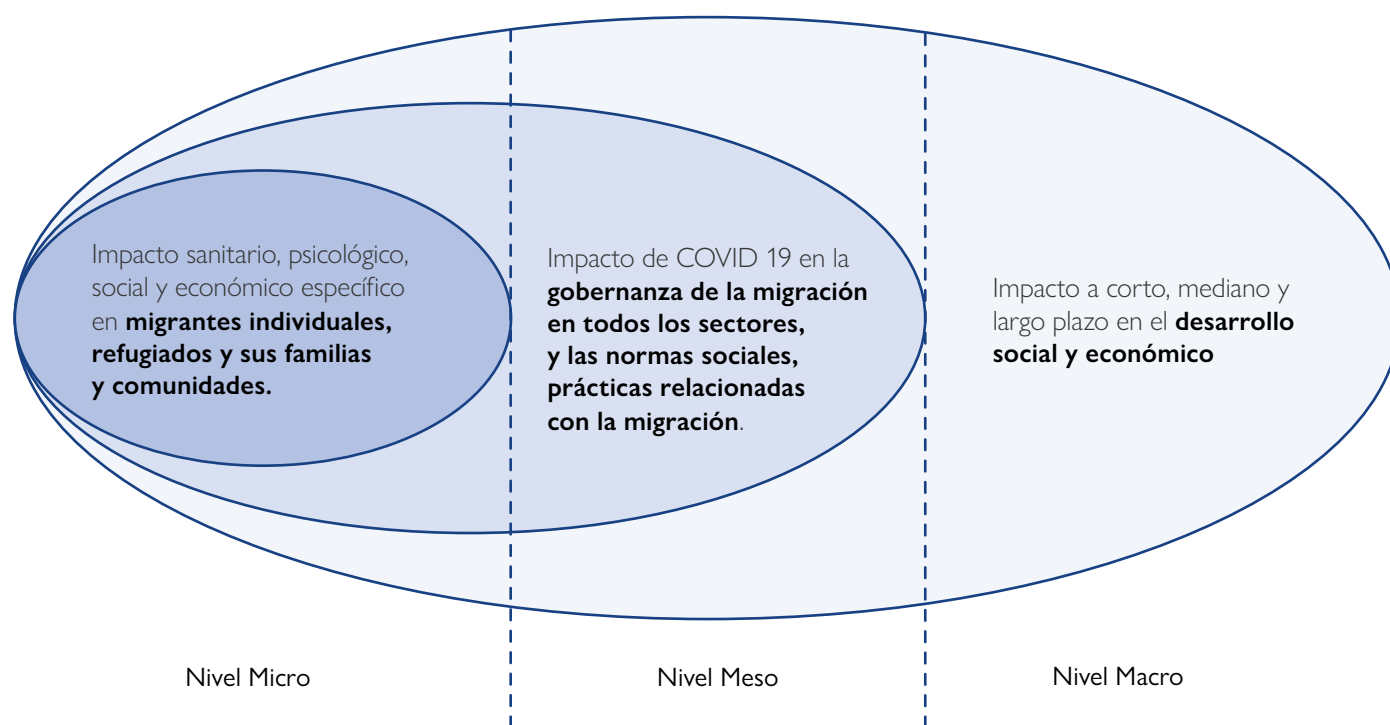 Impacto sanitario, psicológico,
social y económico específico
en migrantes individuales,
refugiados y sus familias
y comunidades.
Impacto de COVID 19 en la
gobernanza de la migración
en todos los sectores,
y las normas sociales,
prácticas relacionadas
con la migración.
Impacto a corto, mediano y
largo plazo en el desarrollo
social y económico
Nivel Micro
Nivel Meso
Nivel Macro